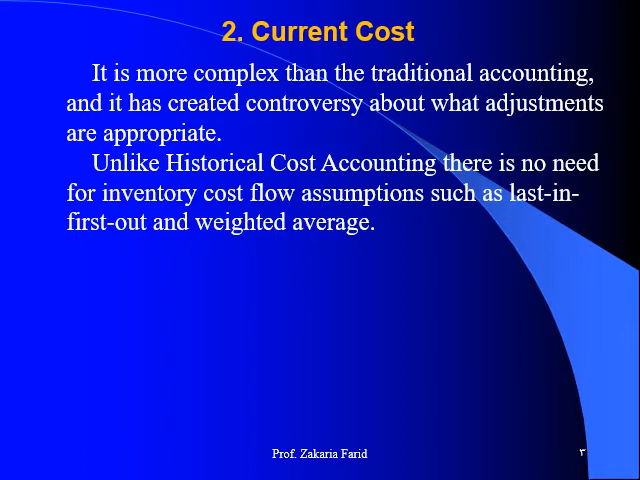 2. Current Cost
It is more complex than the traditional accounting,
and it has created controversy about what adjustments
are appropriate.
Unlike Historical Cost Accounting there is no need
for inventory cost flow assumptions such as last-in-
first-out and weighted average.
Prof. Zakaria Farid
٣